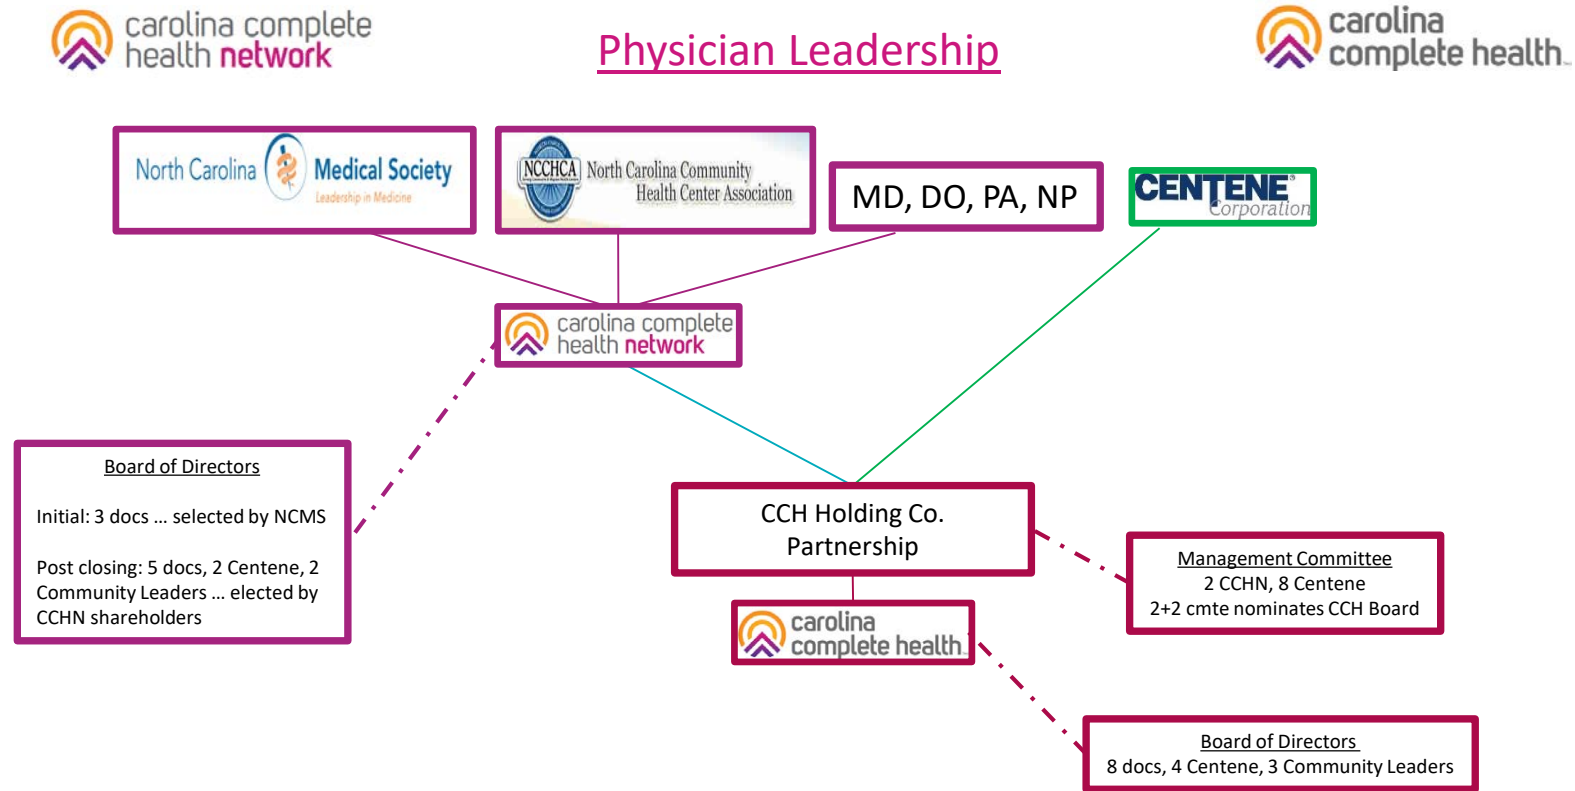 carolina complete
health network
Physician Leadership
carolina
complete health
North Carolina Medical Society
Leadership in Medicine
NCCHCA
North Carolina Community
Health Center Association
MD, DO, PA, NP
CENTENE®
Corporation
carolina complete
health network
Board of Directors
Initial: 3 docs ... selected by NCMS
Post closing: 5 docs, 2 Centene, 2
Community Leaders ... elected by
CCHN shareholders
CCH Holding Co.
Partnership
Management Committee
2 CCHN, 8 Centene
2+2 cmte nominates CCH Board
carolina
complete health
Board of Directors
8 docs, 4 Centene, 3 Community Leaders